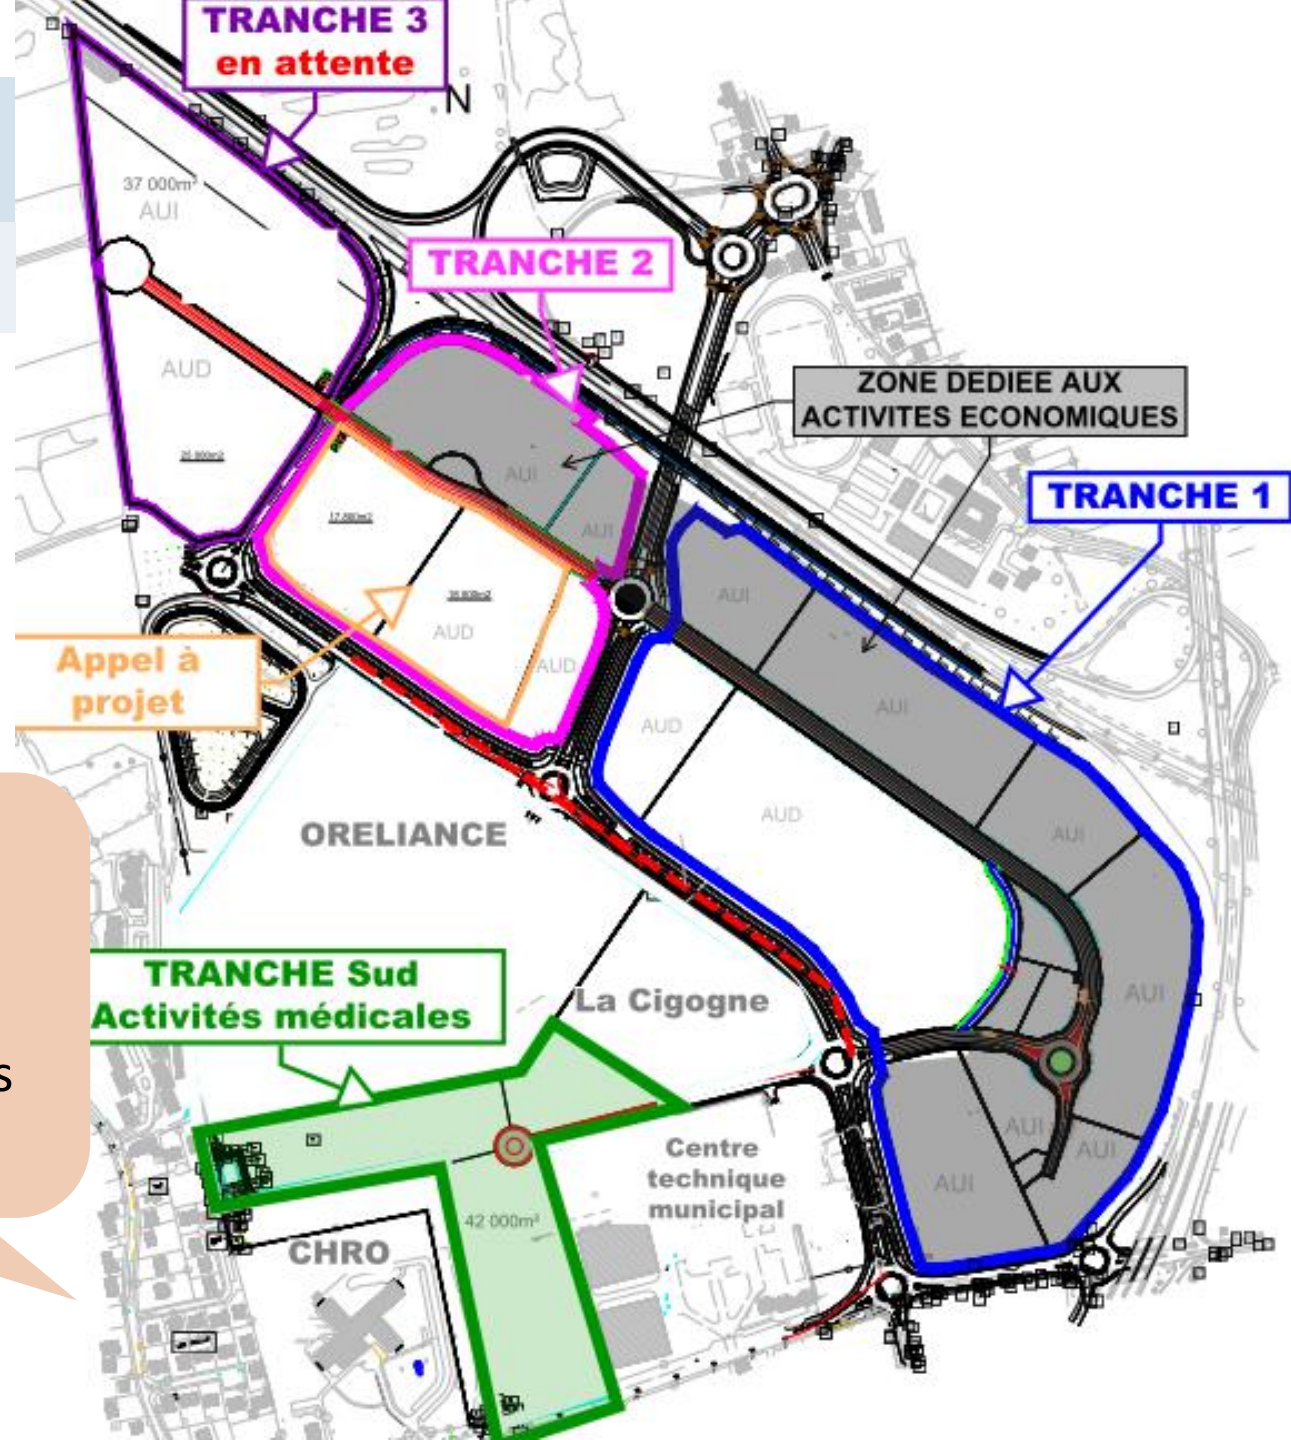 TRANCHE 3
en attente
N
37 000m²
AUI
TRANCHE 2
AUD
ZONE DEDIEE AUX
ACTIVITES ECONOMIQUES
AUI
TRANCHE 1
AUI
AUI
AUD
AUD
Appel à
projet
AUI
AUD
AUD
AUI
ORELIANCE
TRANCHE Sud
Activités médicales
La Cigogne
AUI
s
AUI
AUI
AUI
Centre
technique
municipal
42 000m²
CHRO